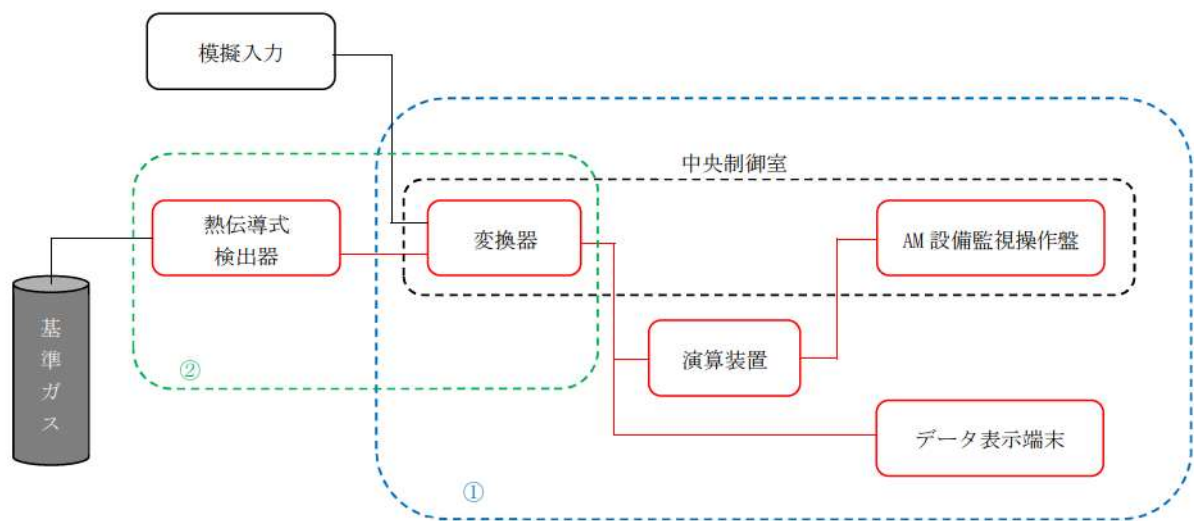 模擬入力
中央制御室
熱伝導式
検出器
変換器
AM 設備監視操作盤
基準ガス
②
演算装置
データ表示端末
①